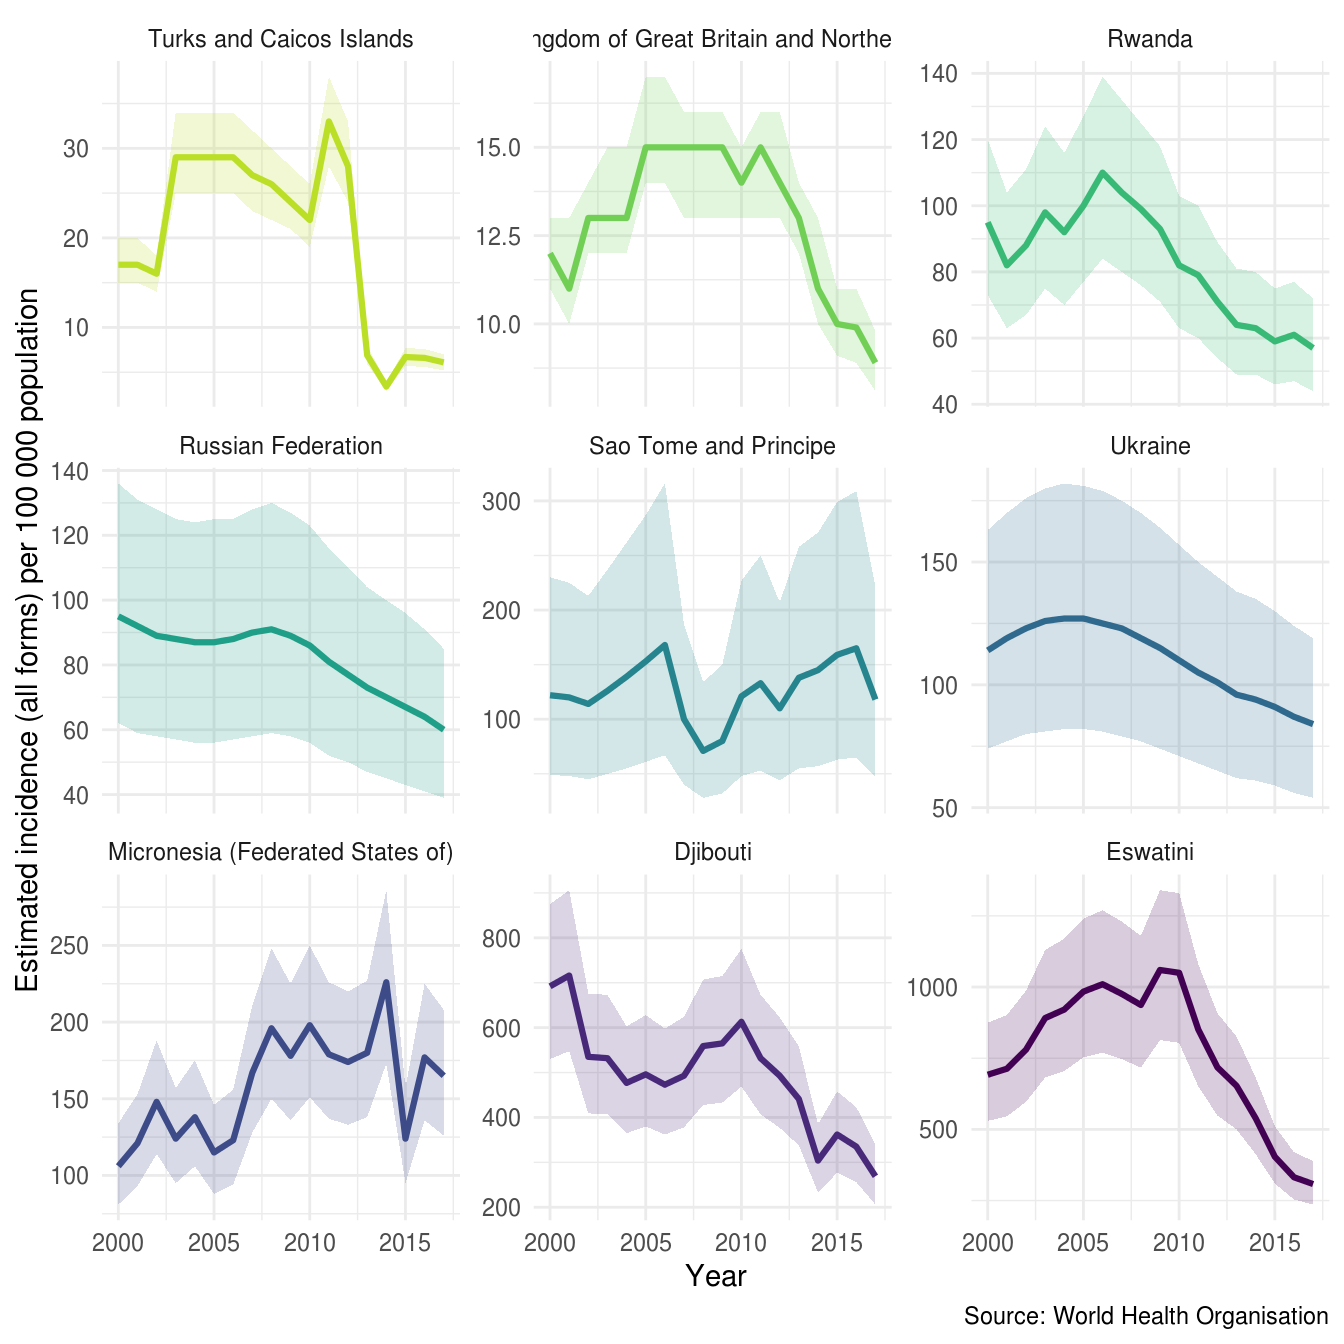 Turks and Caicos Islands
ngdom of Great Britain and Northe
Rwanda
30
20
10
15.0
12.5
10.0
140
120
100
80
60
40
Estimated incidence (all forms) per 100 000 population
Russian Federation
Sao Tome and Principe
Ukraine
140
120
100
80
60
40
300
200
100
150
100
50
Micronesia (Federated States of)
Djibouti
Eswatini
250
200
150
100
800
600
400
200
1000
500
2000 2005 2010 2015
2000 2005 2010 2015
2000 2005 2010 2015
Year
Source: World Health Organisation